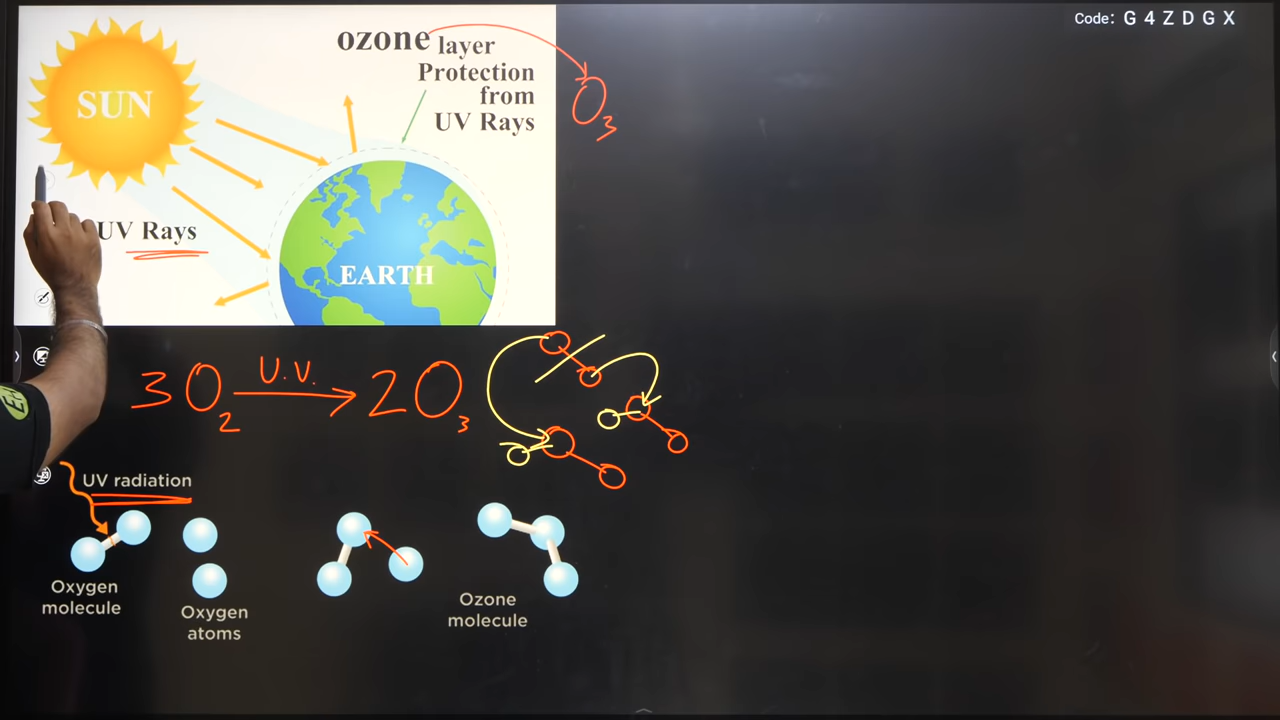 Code: G 4 Z D G X
SUN
ozone layer
Protection
from
UV Rays
O3
UV Rays
EARTH
3O2 U.V. → 2O3
UV radiation
Oxygen
molecule
Oxygen
atoms
Ozone
molecule